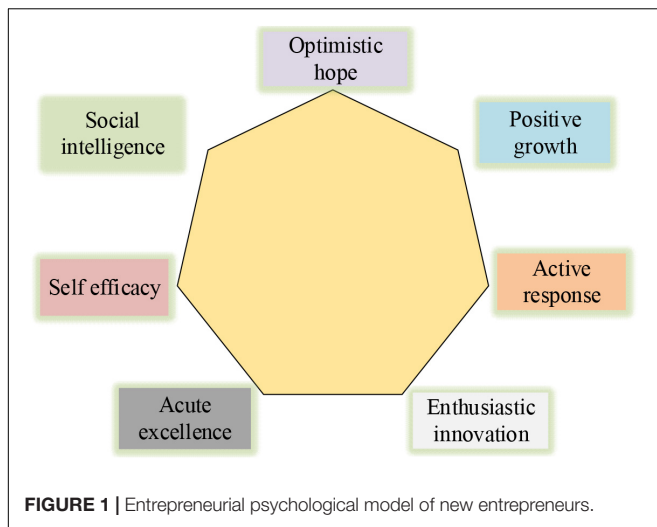 Optimistic
hope
Social
intelligence
Positive
growth
Self efficacy
Active
response
Acute
excellence
Enthusiastic
innovation
FIGURE 1 | Entrepreneurial psychological model of new entrepreneurs.